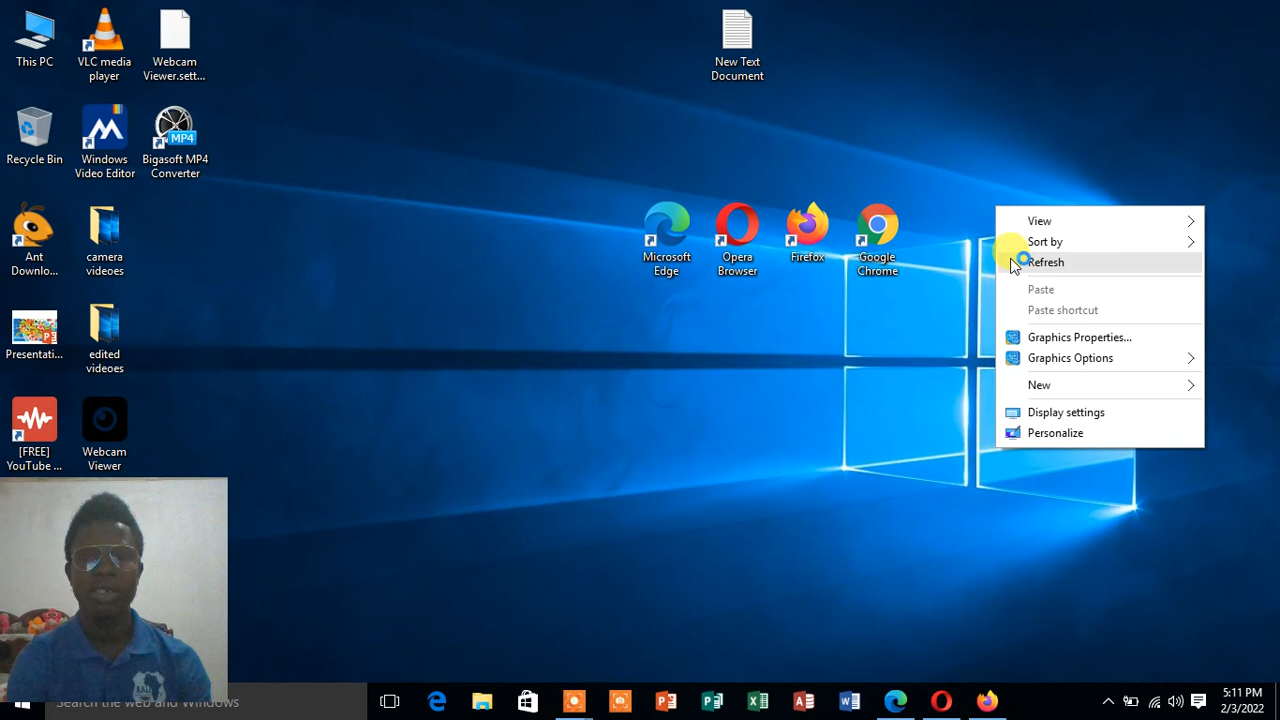 This PC
VLC media
player
Webcam
Viewer.sett...
New Text
Document
Recycle Bin
Windows
Video Editor
MP4
Bigasoft MP4
Converter
Ant
Downlo...
camera
videoes
Microsoft
Edge
Opera
Browser
Firefox
Google
Chrome
Presentati...
edited
videoes
[FREE]
YouTube ...
Webcam
Viewer
View
Sort by
Refresh
Paste
Paste shortcut
Graphics Properties...
Graphics Options
New
Display settings
Personalize
Search the web and Windows
5:11 PM
2/3/2022